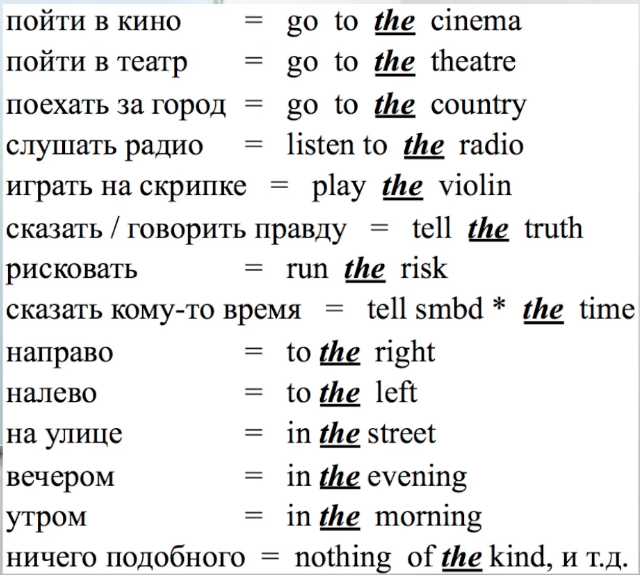 пойти в кино = go to the cinema
пойти в театр = go to the theatre
поехать за город = go to the country
слушать радио = listen to the radio
играть на скрипке = play the violin
сказать / говорить правду = tell the truth
рисковать = run the risk
сказать кому-то время = tell smbd * the time
направо = to the right
налево = to the left
на улице = in the street
вечером = in the evening
утром = in the morning
ничего подобного = nothing of the kind, и т.д.